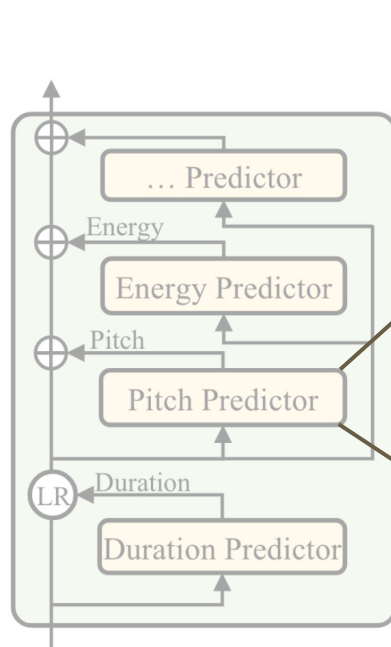 … Predictor
Energy
Energy Predictor
Pitch
Pitch Predictor
LR
Duration
Duration Predictor